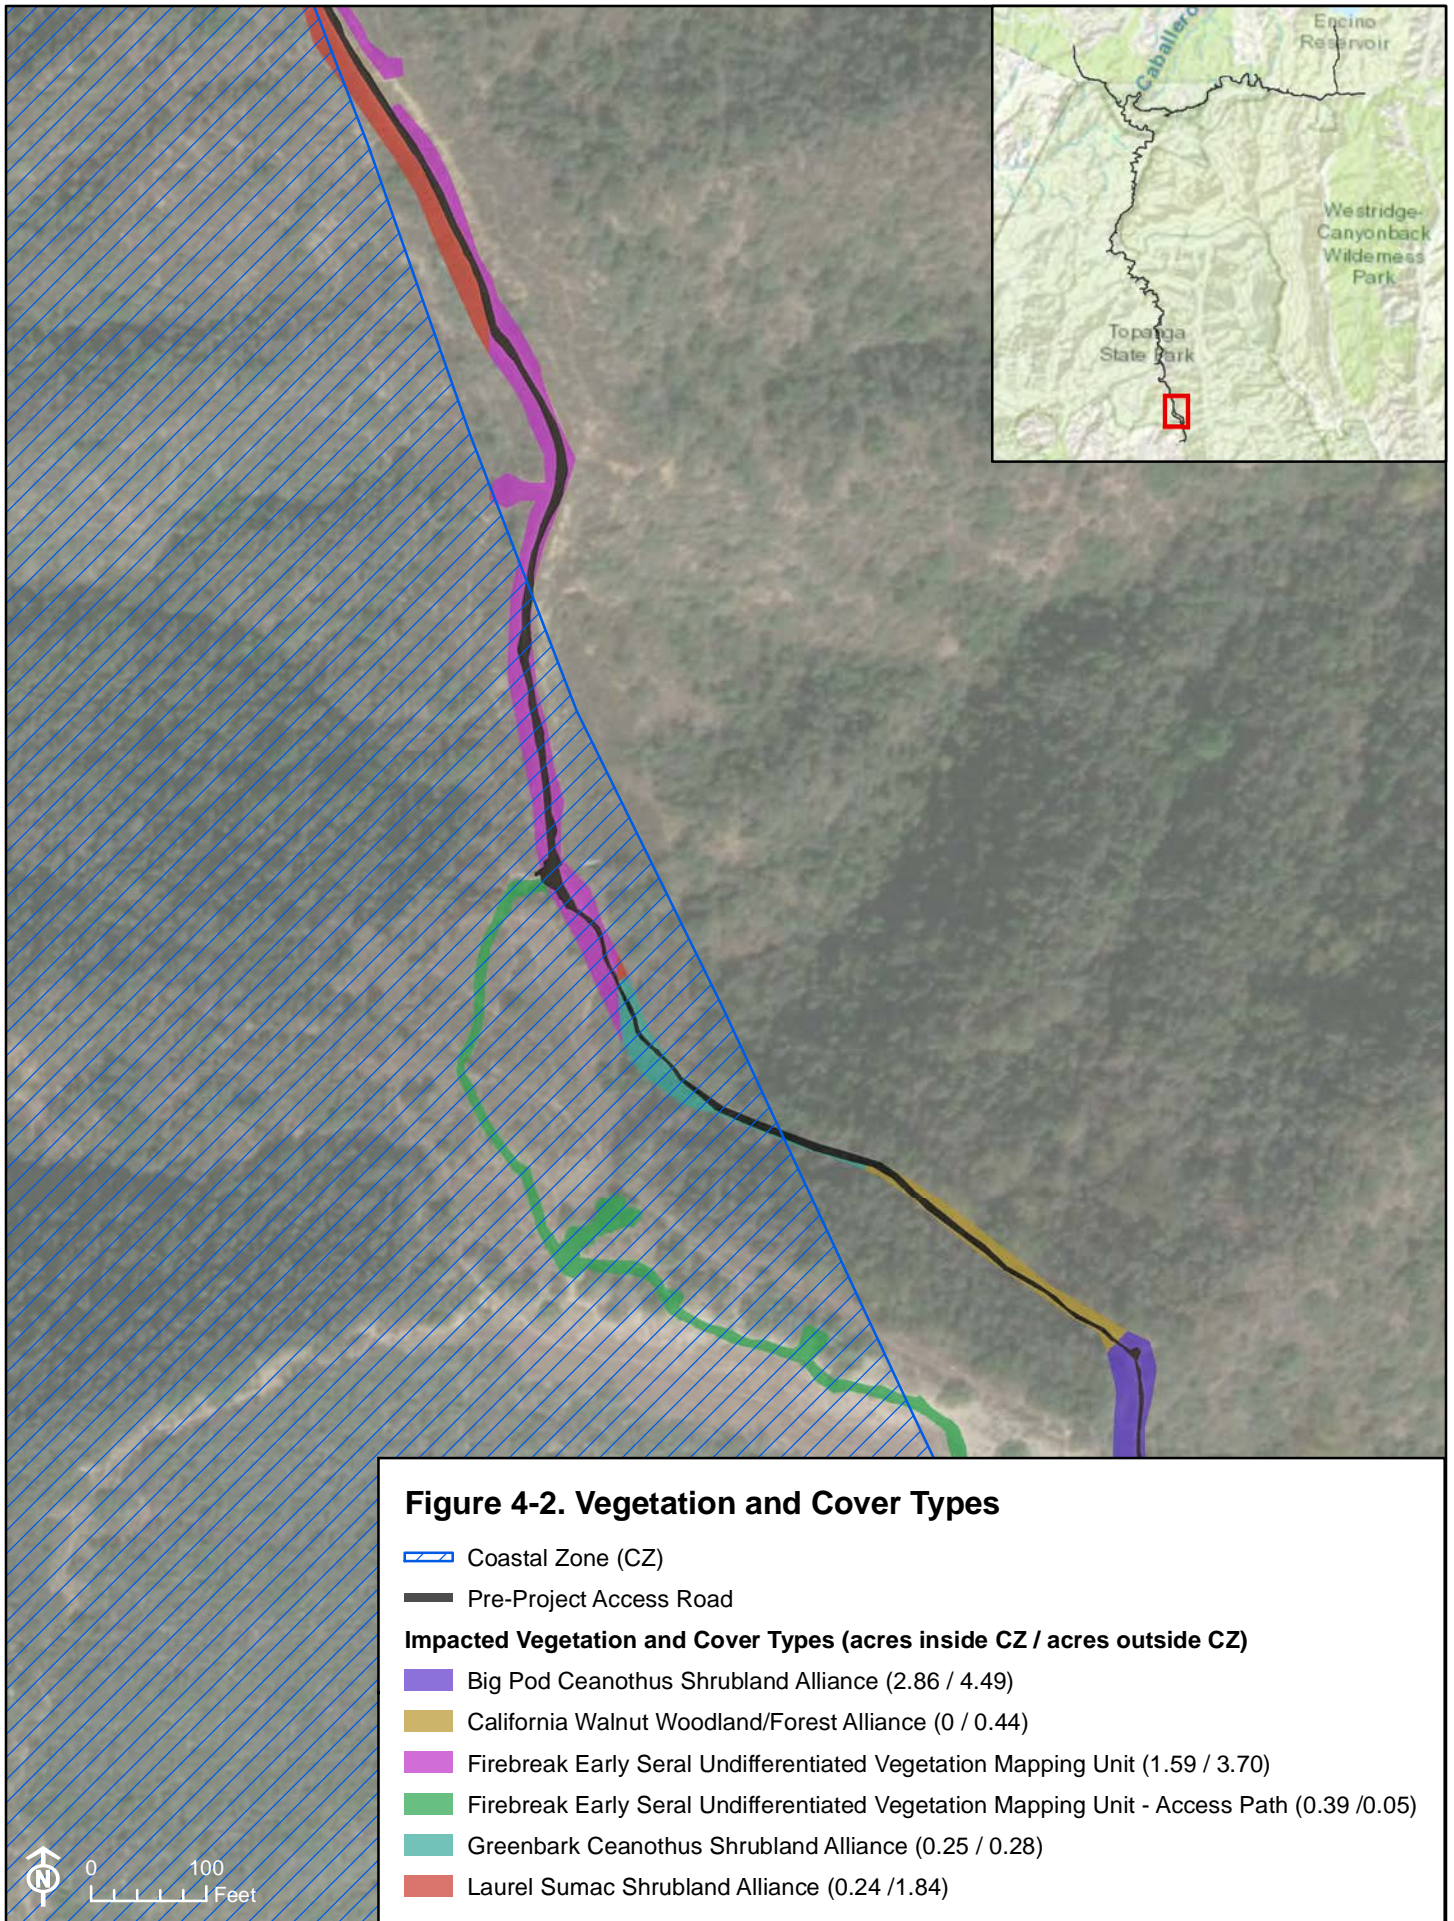 Caballero
Encino
Reservoir
Westridge-
Canyonback
Wilderness
Park
Topanga
State Park
Figure 4-2. Vegetation and Cover Types
Coastal Zone (CZ)
Pre-Project Access Road
Impacted Vegetation and Cover Types (acres inside CZ / acres outside CZ)
Big Pod Ceanothus Shrubland Alliance (2.86 / 4.49)
California Walnut Woodland/Forest Alliance (0 / 0.44)
Firebreak Early Seral Undifferentiated Vegetation Mapping Unit (1.59 / 3.70)
Firebreak Early Seral Undifferentiated Vegetation Mapping Unit - Access Path (0.39 /0.05)
Greenbark Ceanothus Shrubland Alliance (0.25 / 0.28)
Laurel Sumac Shrubland Alliance (0.24 /1.84)
N
0 100
Feet